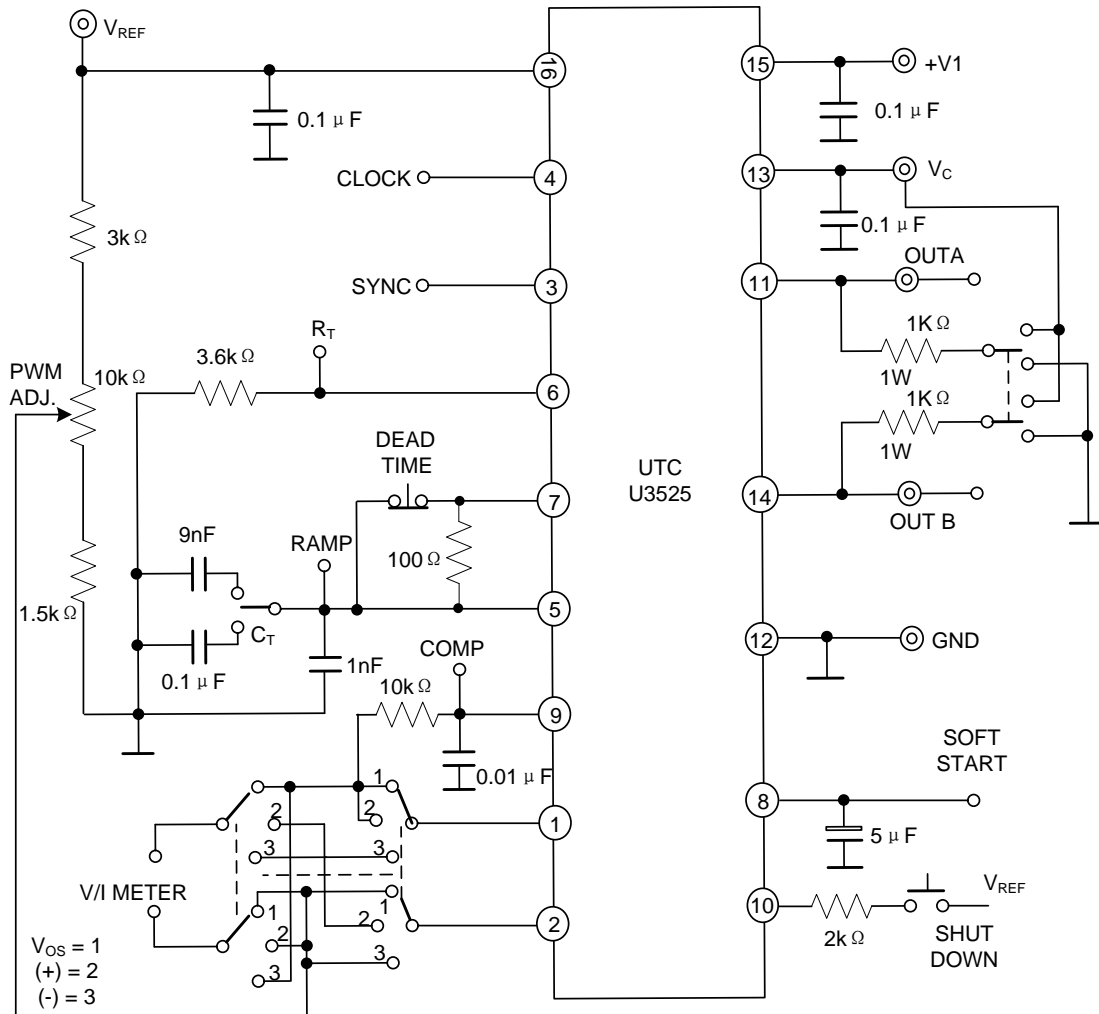 V_REF
16
0.1 μF
CLOCK
4
3kΩ
SYNC
3
R_T
3.6kΩ
6
PWM
ADJ.
10kΩ
DEAD
TIME
7
9nF
RAMP
100Ω
1.5kΩ
C_T
5
0.1 μF
1nF
COMP
10kΩ
9
0.01 μF
1
2
3
1
2
3
1
V/I METER
1
2
3
1
2
3
2
V_OS = 1
(+) = 2
(-) = 3
UTC
U3525
15
+V1
0.1 μF
13
V_C
0.1 μF
OUTA
11
1KΩ
1W
1KΩ
1W
14
OUT B
12
GND
SOFT
START
8
5 μF
10
V_REF
2kΩ
SHUT
DOWN